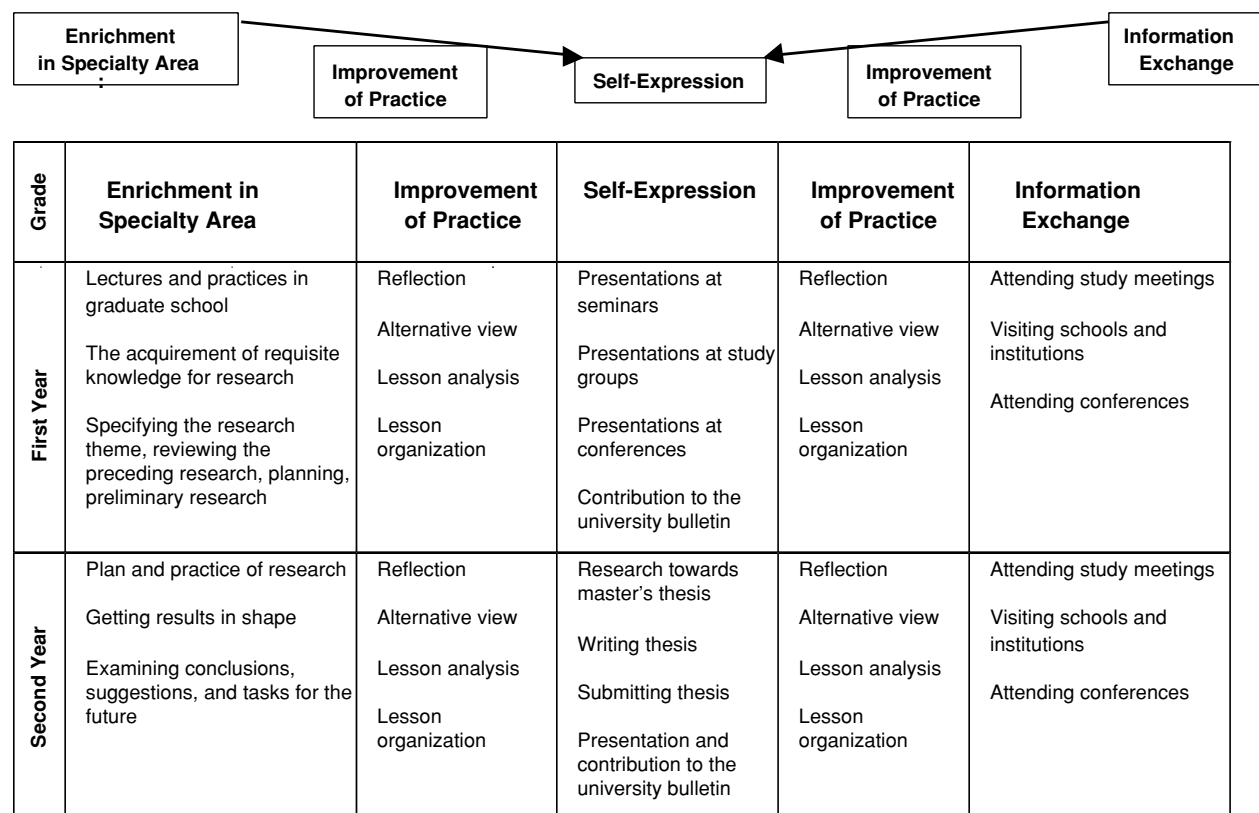 Enrichment
in Specialty Area
:
Improvement
of Practice
Self-Expression
Improvement
of Practice
Information
Exchange
Grade
Enrichment in
Specialty Area
Improvement
of Practice
Self-Expression
Improvement
of Practice
Information
Exchange
First Year
Lectures and practices in
graduate school
The acquirement of requisite
knowledge for research
Specifying the research
theme, reviewing the
preceding research, planning,
preliminary research
Reflection
Alternative view
Lesson analysis
Lesson
organization
Presentations at
seminars
Presentations at study
groups
Presentations at
conferences
Contribution to the
university bulletin
Reflection
Alternative view
Lesson analysis
Lesson
organization
Attending study meetings
Visiting schools and
institutions
Attending conferences
Second Year
Plan and practice of research
Getting results in shape
Examining conclusions,
suggestions, and tasks for the
future
Reflection
Alternative view
Lesson analysis
Lesson
organization
Research towards
master's thesis
Writing thesis
Submitting thesis
Presentation and
contribution to the
university bulletin
Reflection
Alternative view
Lesson analysis
Lesson
organization
Attending study meetings
Visiting schools and
institutions
Attending conferences